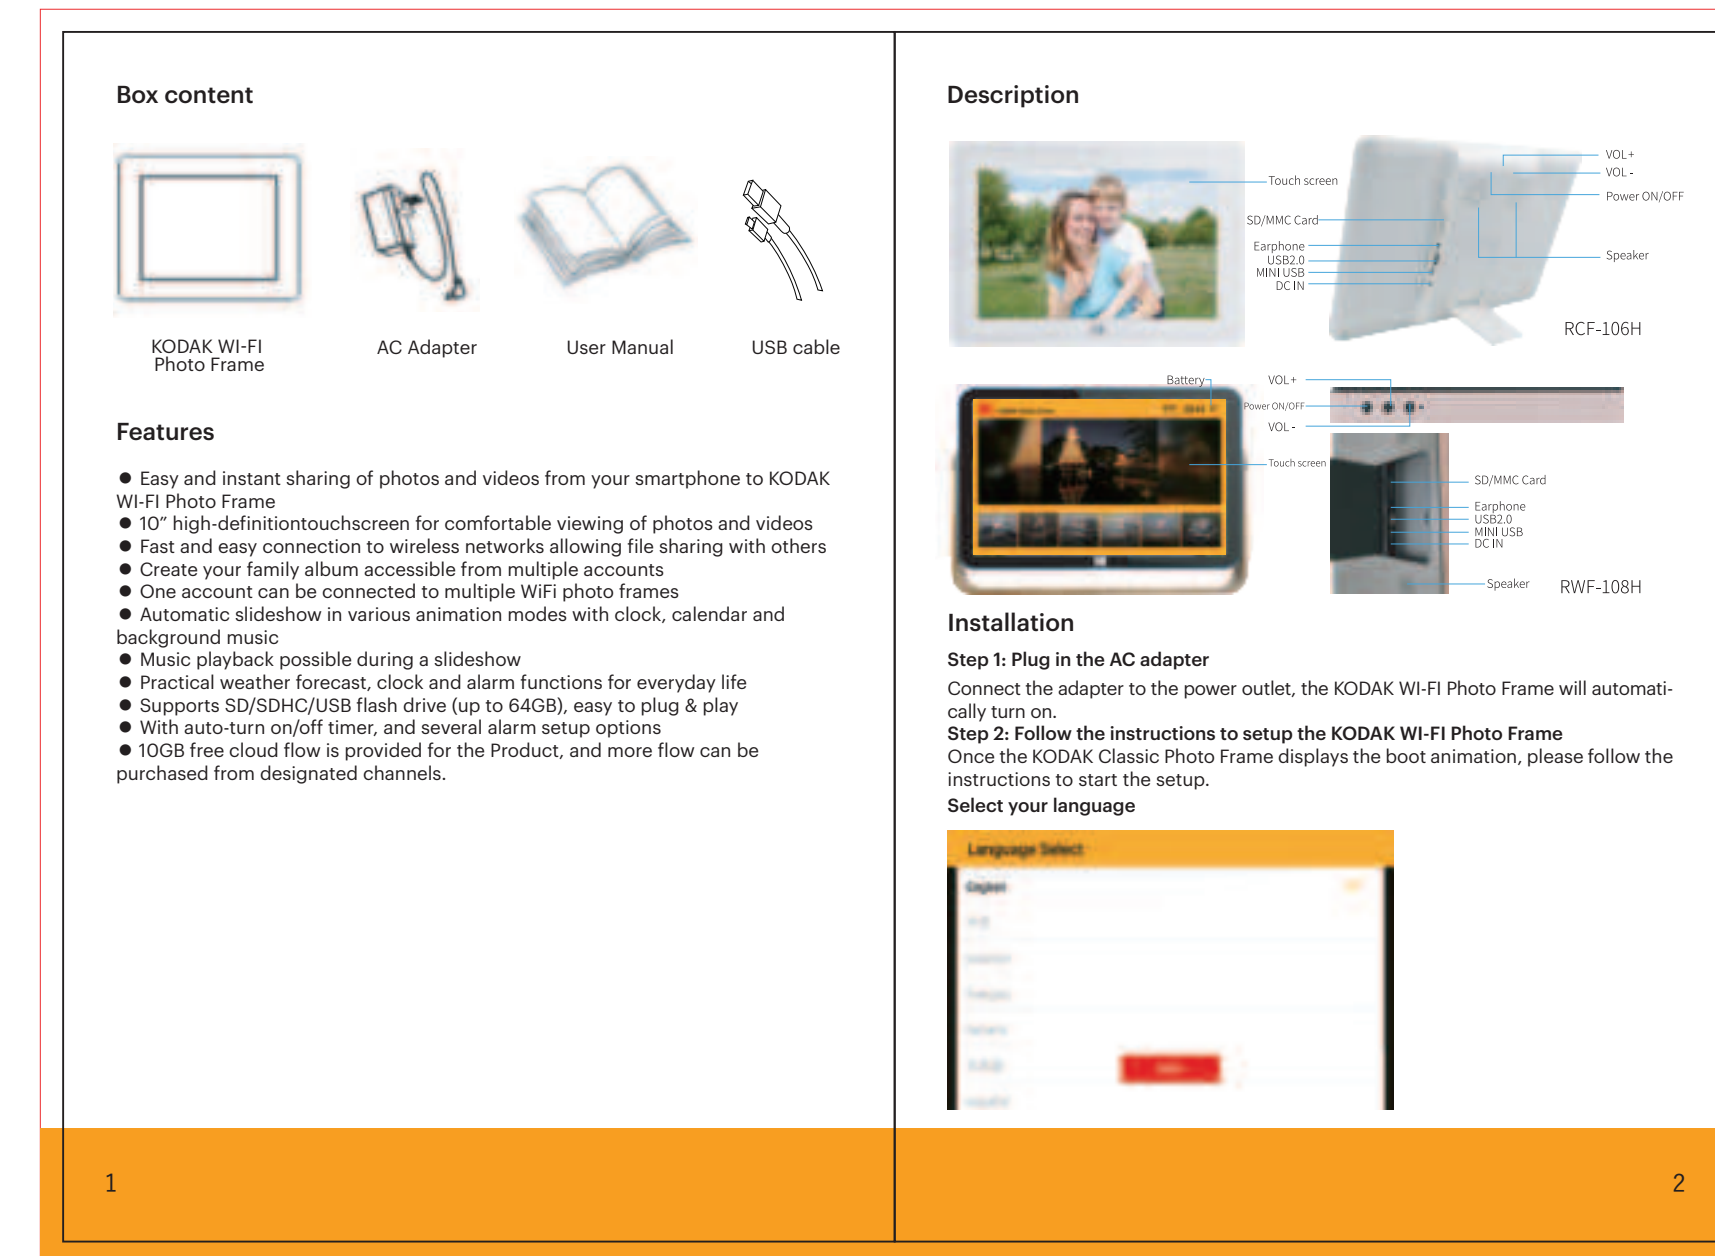 Box content
KODAK WI-FI
Photo Frame
AC Adapter
User Manual
USB cable
Features
● Easy and instant sharing of photos and videos from your smartphone to KODAK
WI-FI Photo Frame
● 10” high-definitiontouchscreen for comfortable viewing of photos and videos
● Fast and easy connection to wireless networks allowing file sharing with others
● Create your family album accessible from multiple accounts
● One account can be connected to multiple WiFi photo frames
● Automatic slideshow in various animation modes with clock, calendar and
background music
● Music playback possible during a slideshow
● Practical weather forecast, clock and alarm functions for everyday life
● Supports SD/SDHC/USB flash drive (up to 64GB), easy to plug & play
● With auto-turn on/off timer, and several alarm setup options
● 10GB free cloud flow is provided for the Product, and more flow can be
purchased from designated channels.
1
Description
Touch screen
SD/MMC Card
Earphone
USB2.0
MINI USB
DC IN
VOL+
VOL -
Power ON/OFF
Speaker
RCF-106H
Battery
VOL+
Power ON/OFF
VOL -
Touch screen
SD/MMC Card
Earphone
USB2.0
MINI USB
DC IN
Speaker
RWF-108H
Installation
Step 1: Plug in the AC adapter
Connect the adapter to the power outlet, the KODAK WI-FI Photo Frame will automati-
cally turn on.
Step 2: Follow the instructions to setup the KODAK WI-FI Photo Frame
Once the KODAK Classic Photo Frame displays the boot animation, please follow the
instructions to start the setup.
Select your language
Language Select
English
2